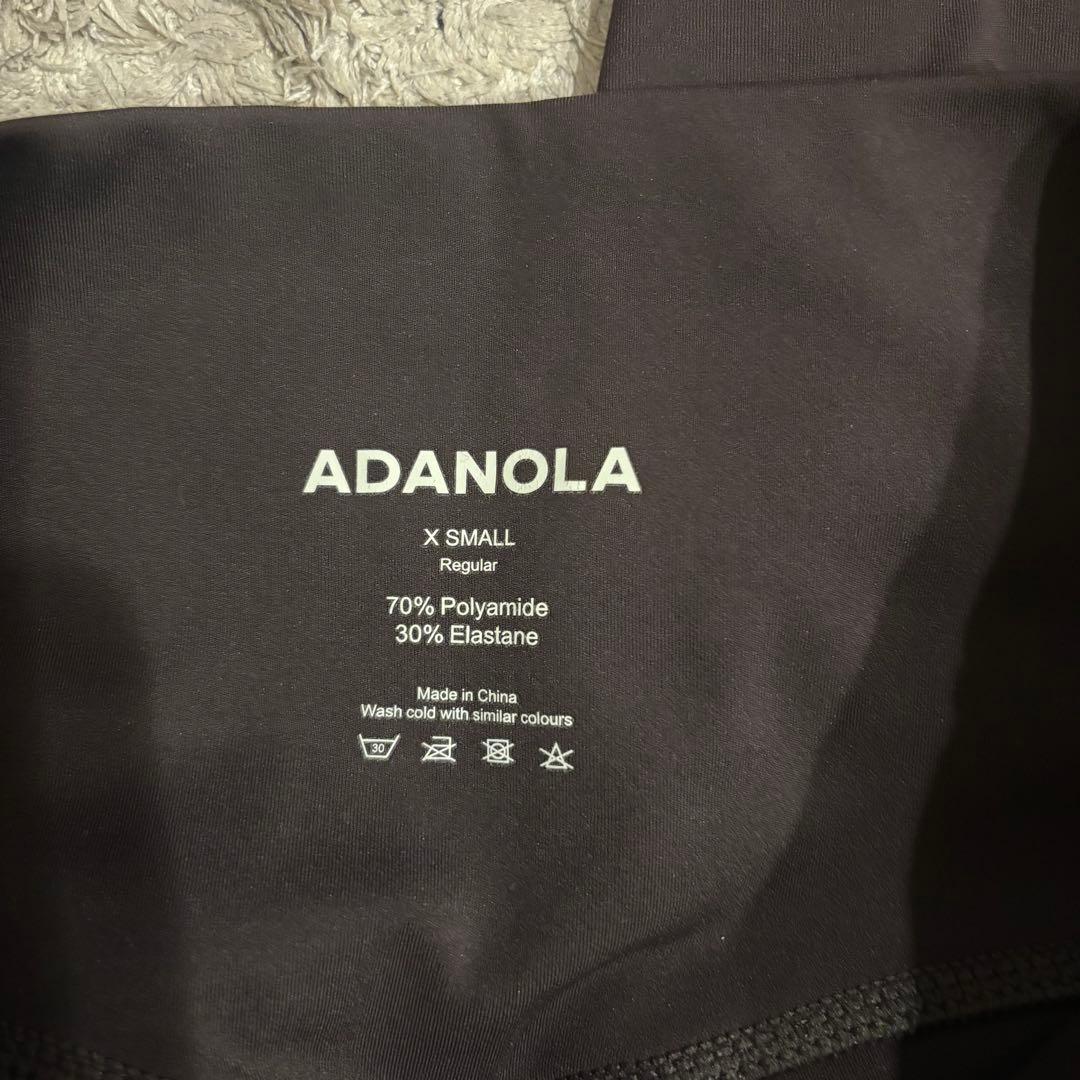 ADANOLA
X SMALL
Regular
70% Polyamide
30% Elastane
Made in China
Wash cold with similar colours
30